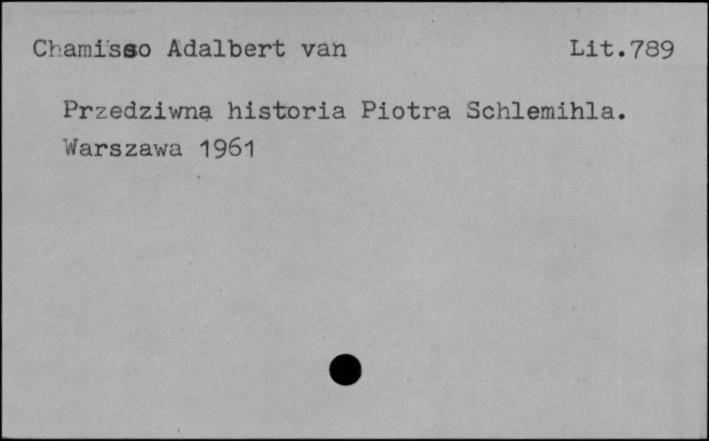 Chamisso Adalbert van Lit.789
Przedziwna historia Piotra Schlemihla.
Warszawa 1961